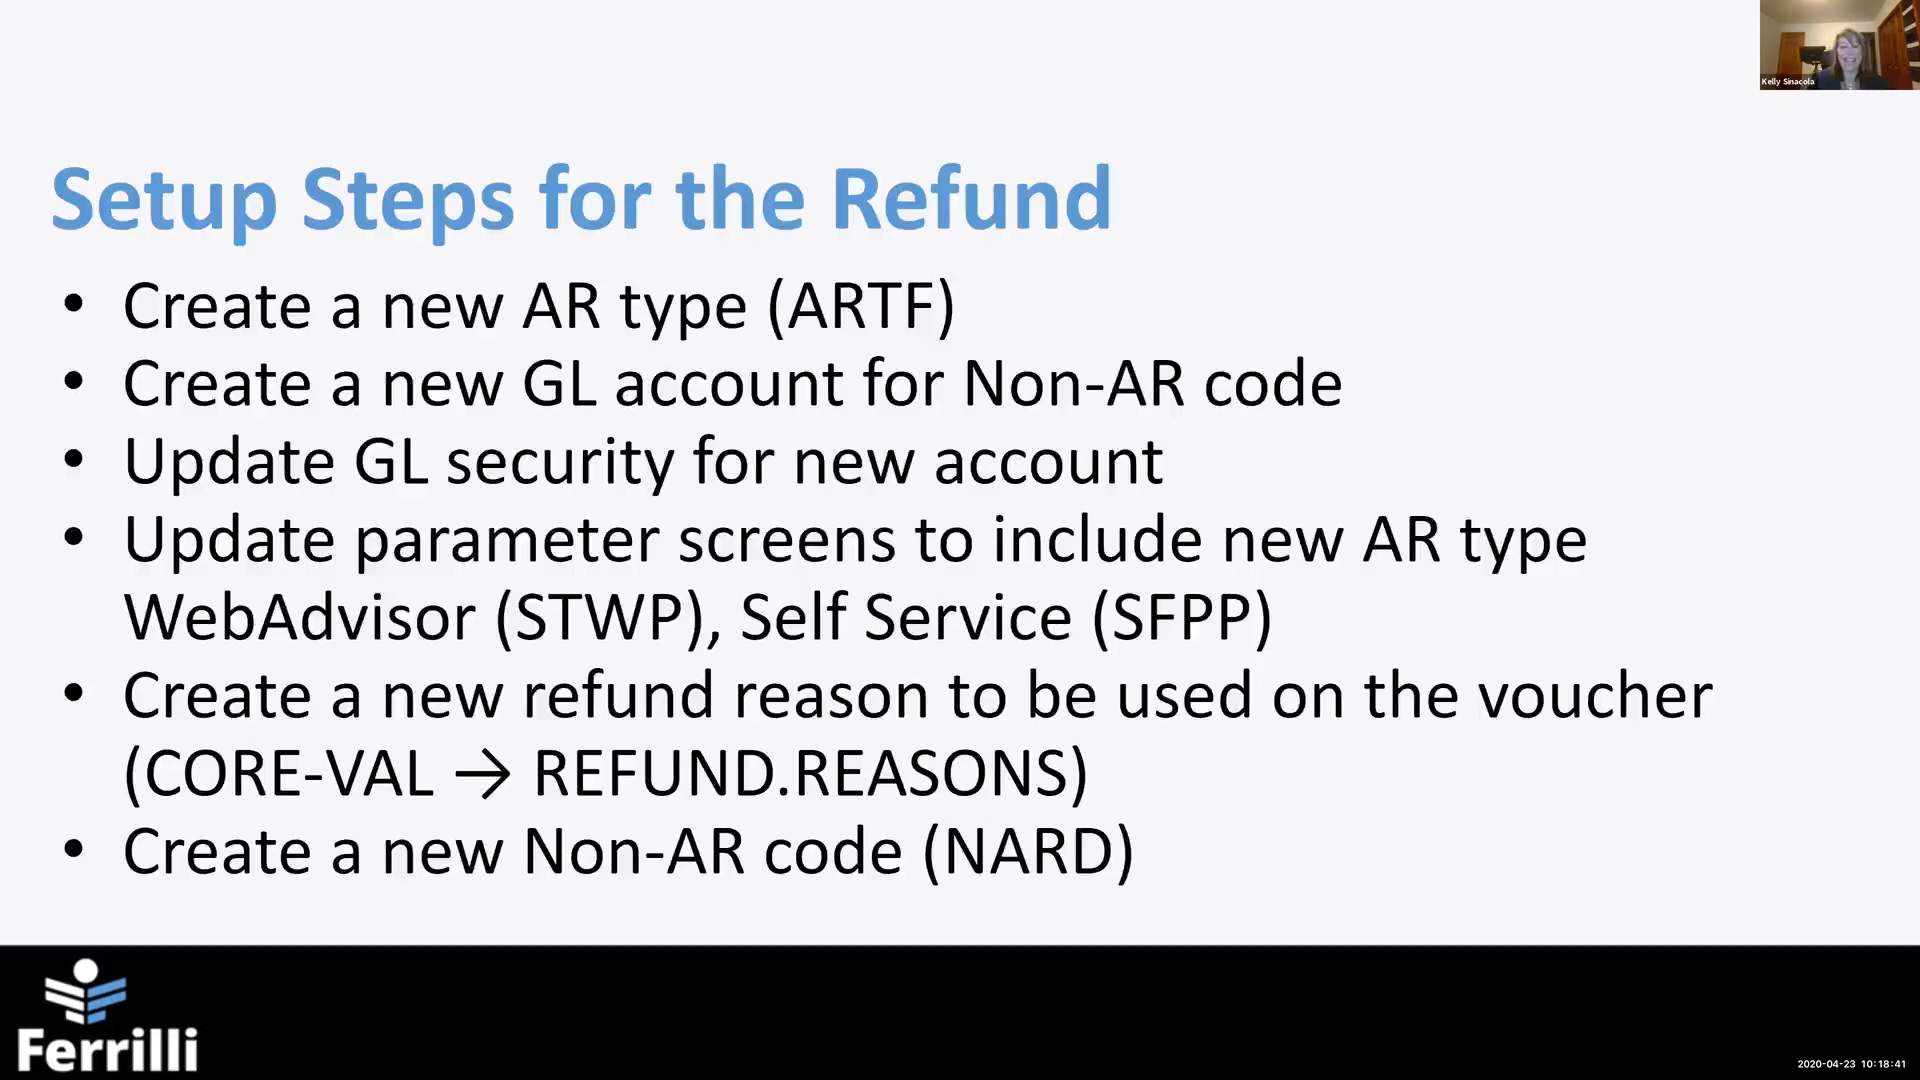 Kelly Sinacola
Setup Steps for the Refund
• Create a new AR type (ARTF)
• Create a new GL account for Non-AR code
• Update GL security for new account
• Update parameter screens to include new AR type
WebAdvisor (STWP), Self Service (SFPP)
• Create a new refund reason to be used on the voucher
(CORE-VAL → REFUND.REASONS)
• Create a new Non-AR code (NARD)
Ferrilli
2020-04-23 10:18:41